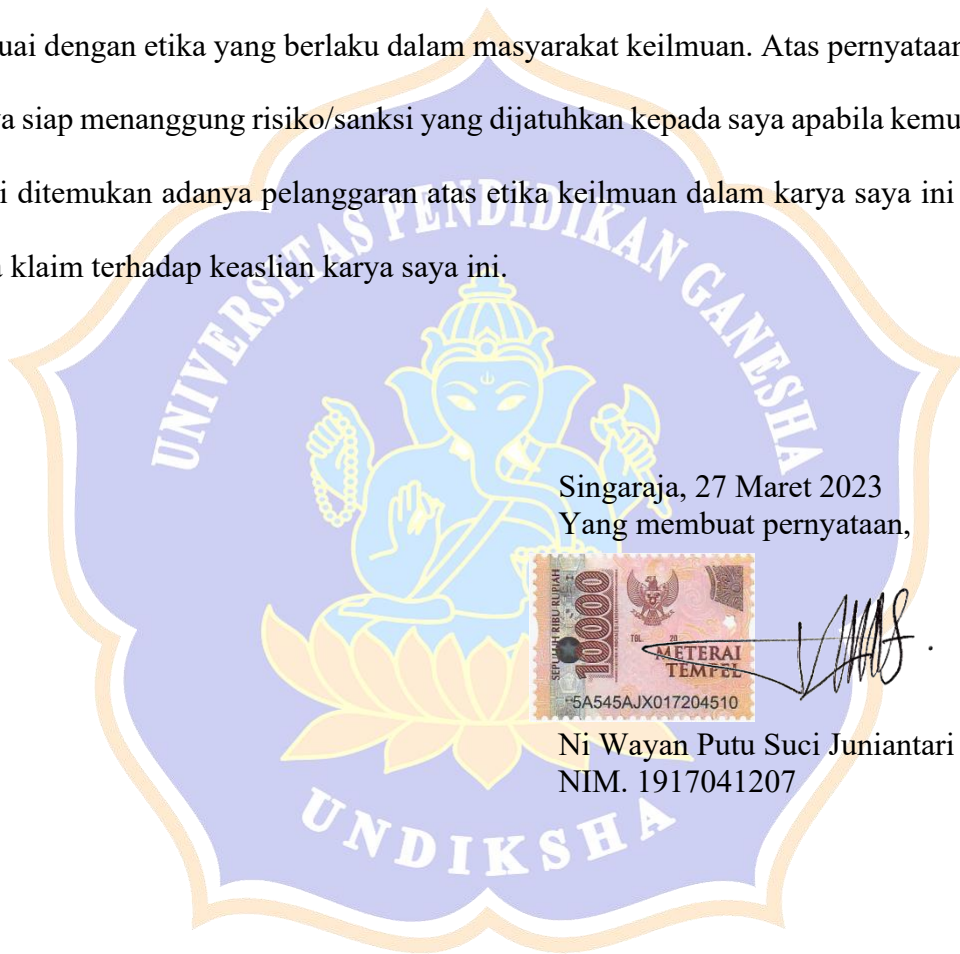 uai dengan etika yang berlaku dalam masyarakat keilmuan. Atas pernyataan
a siap menanggung risiko/sanksi yang dijatuhkan kepada saya apabila kemu
i ditemukan adanya pelanggaran atas etika keilmuan dalam karya saya ini
klaim terhadap keaslian karya saya ini.
UNIVERSITAS PENDIDIKAN GANESHA
Singaraja, 27 Maret 2023
Yang membuat pernyataan,
SEPULUH RIBU RUPIAH
10000
TGL. 20
METERAI
TEMPEL
5A545AJX017204510
Ni Wayan Putu Suci Juniantari
NIM. 1917041207
UNDIKSHA